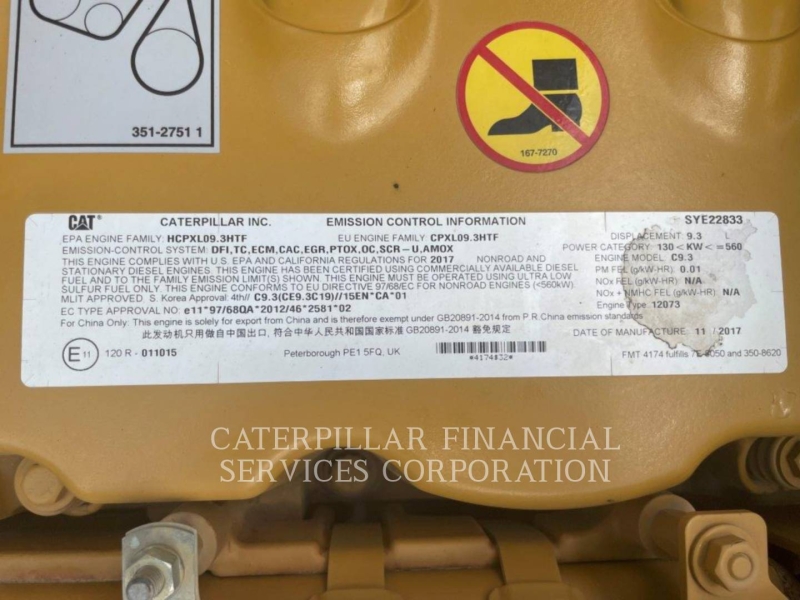 351-2751 1
167-7270
CAT CATERPILLAR INC. EMISSION CONTROL INFORMATION SYE22833
EPA ENGINE FAMILY: HCPXL09.3HTF EU ENGINE FAMILY: CPXL09.3HTF DISPLACEMENT: 9.3 L
EMISSION-CONTROL SYSTEM: DFI,TC,ECM,CAC,EGR,PTOX,OC,SCR-U,AMOX POWER CATEGORY: 130<KW<=560
THIS ENGINE COMPLIES WITH U.S. EPA AND CALIFORNIA REGULATIONS FOR 2017 NONROAD AND ENGINE MODEL: C9.3
STATIONARY DIESEL ENGINES. THIS ENGINE HAS BEEN CERTIFIED USING COMMERCIALLY AVAILABLE DIESEL PM FEL (g/kW-HR): 0.01
FUEL AND TO THE FAMILY EMISSION LIMIT(S) SHOWN. THIS ENGINE IS CERTIFIED TO OPERATE USING ULTRA LOW NOx FEL (g/kW-HR): N/A
SULFUR FUEL ONLY. THIS ENGINE CONFORMS TO EU DIRECTIVE 97/68/EC FOR NONROAD ENGINES (<560kW). NOx + NMHC FEL (g/kW-HR): N/A
MLIT APPROVED S. Korea Approval: 4th// C9.3(CE9.3C19)//15EN*CA*01 Engine Type: 12073
EC TYPE APPROVAL NO: e11*97/68QA*2012/46*2581*02
For China Only: This engine is solely for export from China and is therefore exempt from GB20891-2014 from P.R.China emission standards
此发动机只用做自中国出口, 符合中华人民共和国国家标准 GB20891-2014 豁免规定 DATE OF MANUFACTURE 11 / 2017
E 11 120 R - 011015 Peterborough PE1 5FQ, UK *4174#32* FMT 4174 fulfills 7E-8050 and 350-8620
CATERPILLAR FINANCIAL
SERVICES CORPORATION